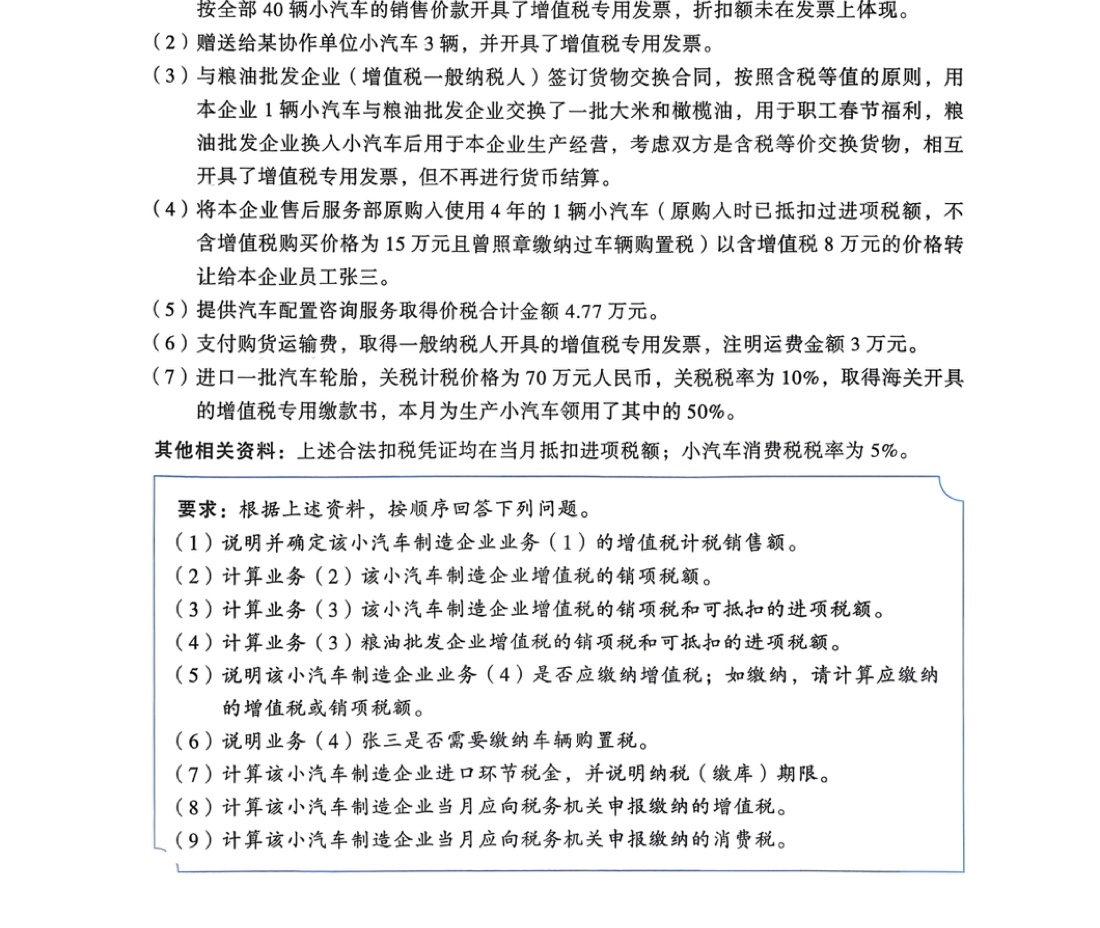 按全部 40 辆小汽车的销售价款开具了增值税专用发票，折扣额未在发票上体现。
（2）赠送给某协作单位小汽车 3 辆，并开具了增值税专用发票。
（3）与粮油批发企业（增值税一般纳税人）签订货物交换合同，按照含税等值的原则，用
本企业 1 辆小汽车与粮油批发企业交换了一批大米和橄榄油，用于职工春节福利，粮
油批发企业换入小汽车后用于本企业生产经营，考虑双方是含税等价交换货物，相互
开具了增值税专用发票，但不再进行货币结算。
（4）将本企业售后服务部原购入使用 4 年的 1 辆小汽车（原购入时已抵扣过进项税额，不
含增值税购买价格为 15 万元且曾照章缴纳过车辆购置税）以含增值税 8 万元的价格转
让给本企业员工张三。
（5）提供汽车配置咨询服务取得价税合计金额 4.77 万元。
（6）支付购货运输费，取得一般纳税人开具的增值税专用发票，注明运费金额 3 万元。
（7）进口一批汽车轮胎，关税计税价格为 70 万元人民币，关税税率为 10%，取得海关开具
的增值税专用缴款书，本月为生产小汽车领用了其中的 50%。
其他相关资料：上述合法扣税凭证均在当月抵扣进项税额；小汽车消费税税率为 5%。
要求：根据上述资料，按顺序回答下列问题。
（1）说明并确定该小汽车制造企业业务（1）的增值税计税销售额。
（2）计算业务（2）该小汽车制造企业增值税的销项税额。
（3）计算业务（3）该小汽车制造企业增值税的销项税和可抵扣的进项税额。
（4）计算业务（3）粮油批发企业增值税的销项税和可抵扣的进项税额。
（5）说明该小汽车制造企业业务（4）是否应缴纳增值税；如缴纳，请计算应缴纳
的增值税或销项税额。
（6）说明业务（4）张三是否需要缴纳车辆购置税。
（7）计算该小汽车制造企业进口环节税金，并说明纳税（缴库）期限。
（8）计算该小汽车制造企业当月应向税务机关申报缴纳的增值税。
（9）计算该小汽车制造企业当月应向税务机关申报缴纳的消费税。